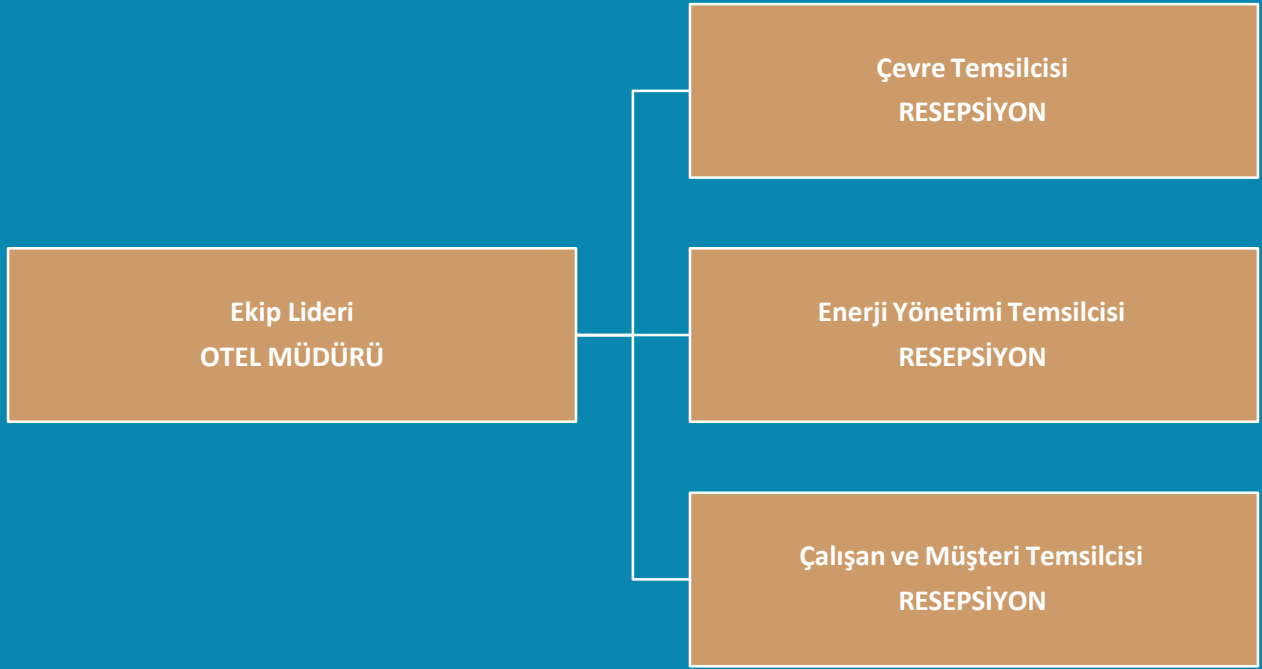 Çevre Temsilcisi
RESEPSİYON
Ekip Lideri
OTEL MÜDÜRÜ
Enerji Yönetimi Temsilcisi
RESEPSİYON
Çalışan ve Müşteri Temsilcisi
RESEPSİYON